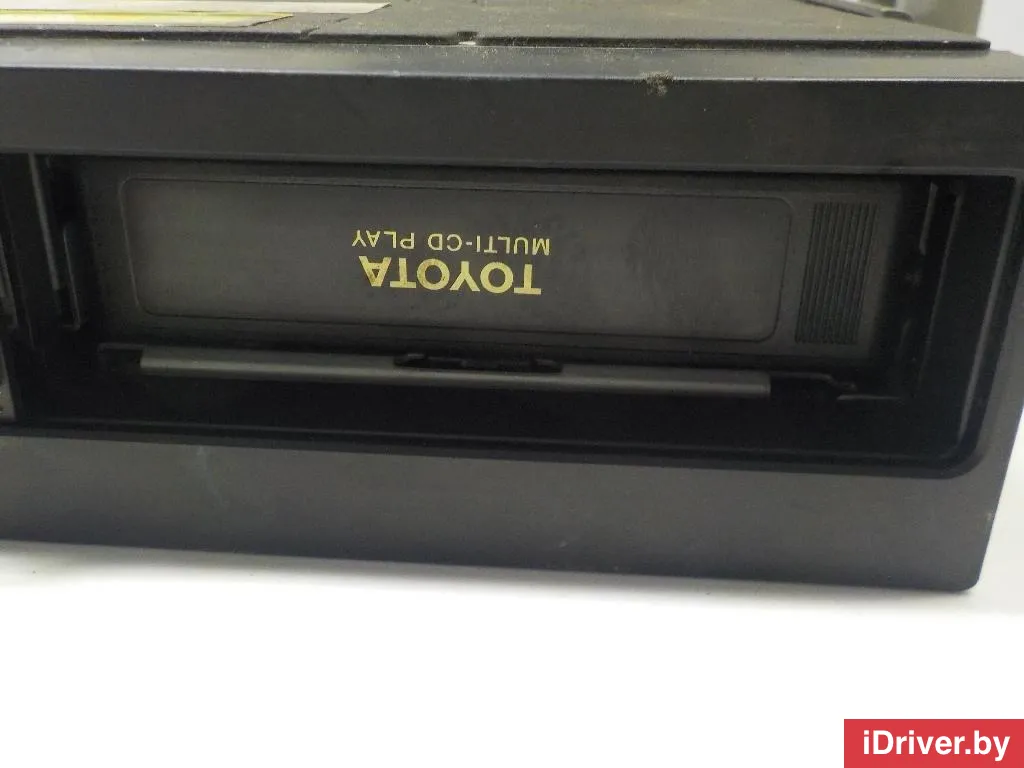 TOYOTA
MULTI-CD PLAY
iDriver.by